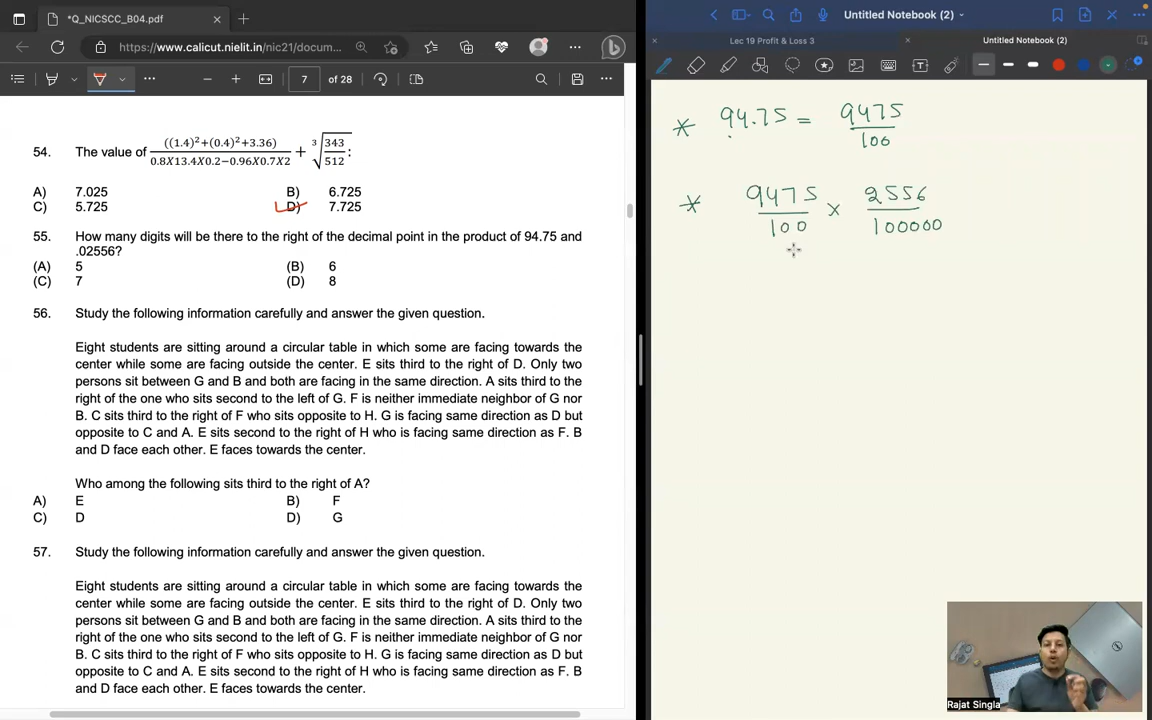 *Q_NICSCC_B04.pdf
https://www.calicut.nielit.in/nic21/docum...
7 of 28
54. The value of ((1.4)²+(0.4)²+3.36) / 0.8X13.4X0.2−0.96X0.7X2 + ∛343/512 :
A) 7.025 B) 6.725
C) 5.725 D) 7.725
55. How many digits will be there to the right of the decimal point in the product of 94.75 and
.02556?
(A) 5 (B) 6
(C) 7 (D) 8
56. Study the following information carefully and answer the given question.
Eight students are sitting around a circular table in which some are facing towards the
center while some are facing outside the center. E sits third to the right of D. Only two
persons sit between G and B and both are facing in the same direction. A sits third to the
right of the one who sits second to the left of G. F is neither immediate neighbor of G nor
B. C sits third to the right of F who sits opposite to H. G is facing same direction as D but
opposite to C and A. E sits second to the right of H who is facing same direction as F. B
and D face each other. E faces towards the center.
Who among the following sits third to the right of A?
A) E B) F
C) D D) G
57. Study the following information carefully and answer the given question.
Eight students are sitting around a circular table in which some are facing towards the
center while some are facing outside the center. E sits third to the right of D. Only two
persons sit between G and B and both are facing in the same direction. A sits third to the
right of the one who sits second to the left of G. F is neither immediate neighbor of G nor
B. C sits third to the right of F who sits opposite to H. G is facing same direction as D but
opposite to C and A. E sits second to the right of H who is facing same direction as F. B
and D face each other. E faces towards the center.
Untitled Notebook (2)
Lec 19 Profit & Loss 3 Untitled Notebook (2)
* 94.75 = 9475/100
* 9475/100 × 2556/100000
Rajat Singla